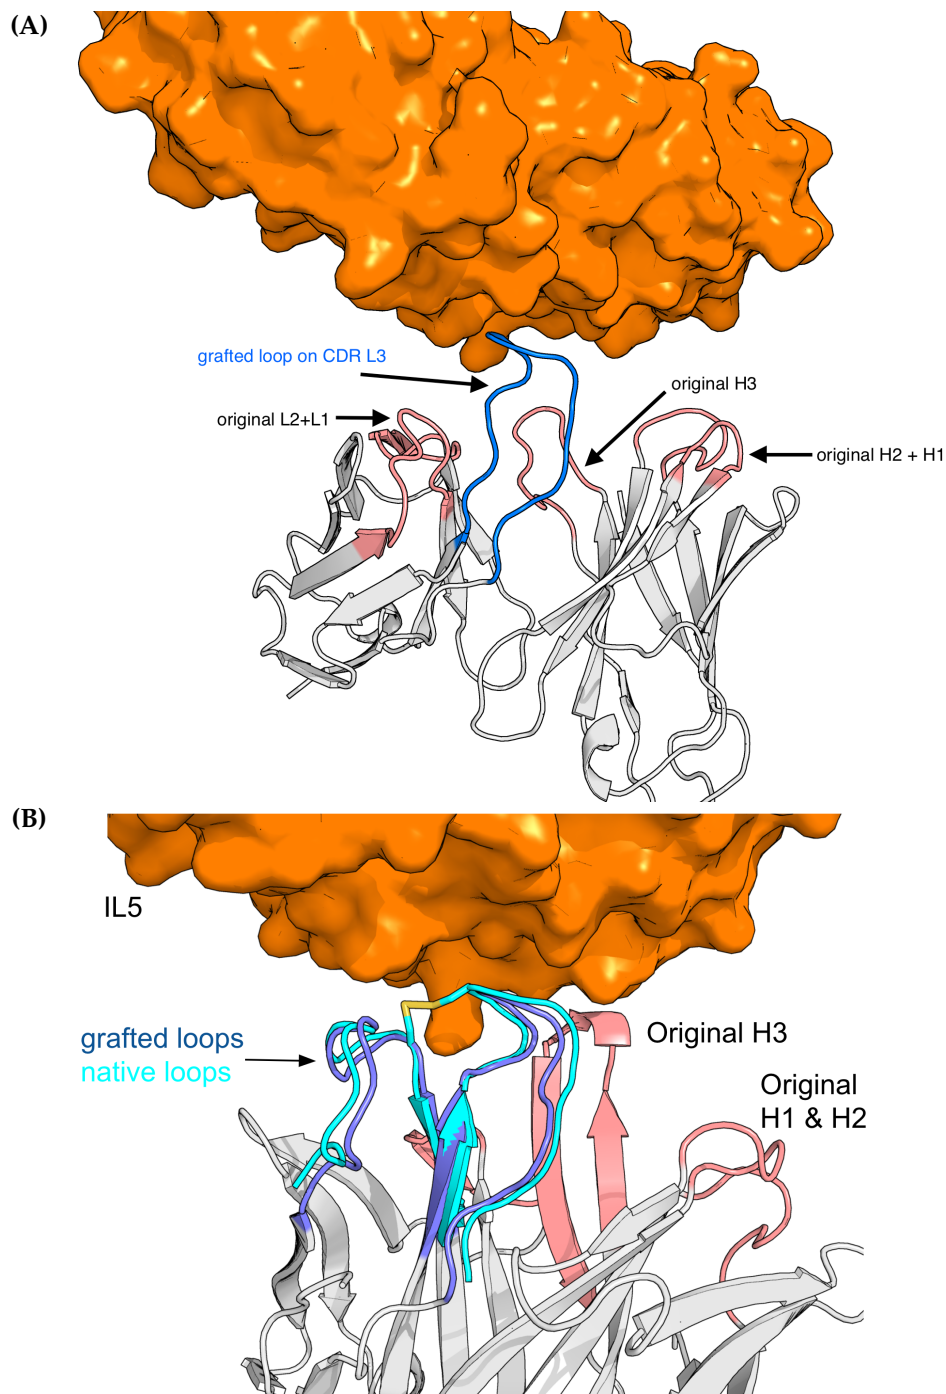 (A)
grafted loop on CDR L3
original H3
original L2+L1
original H2 + H1
(B)
IL5
grafted loops
native loops
Original H3
Original
H1 & H2